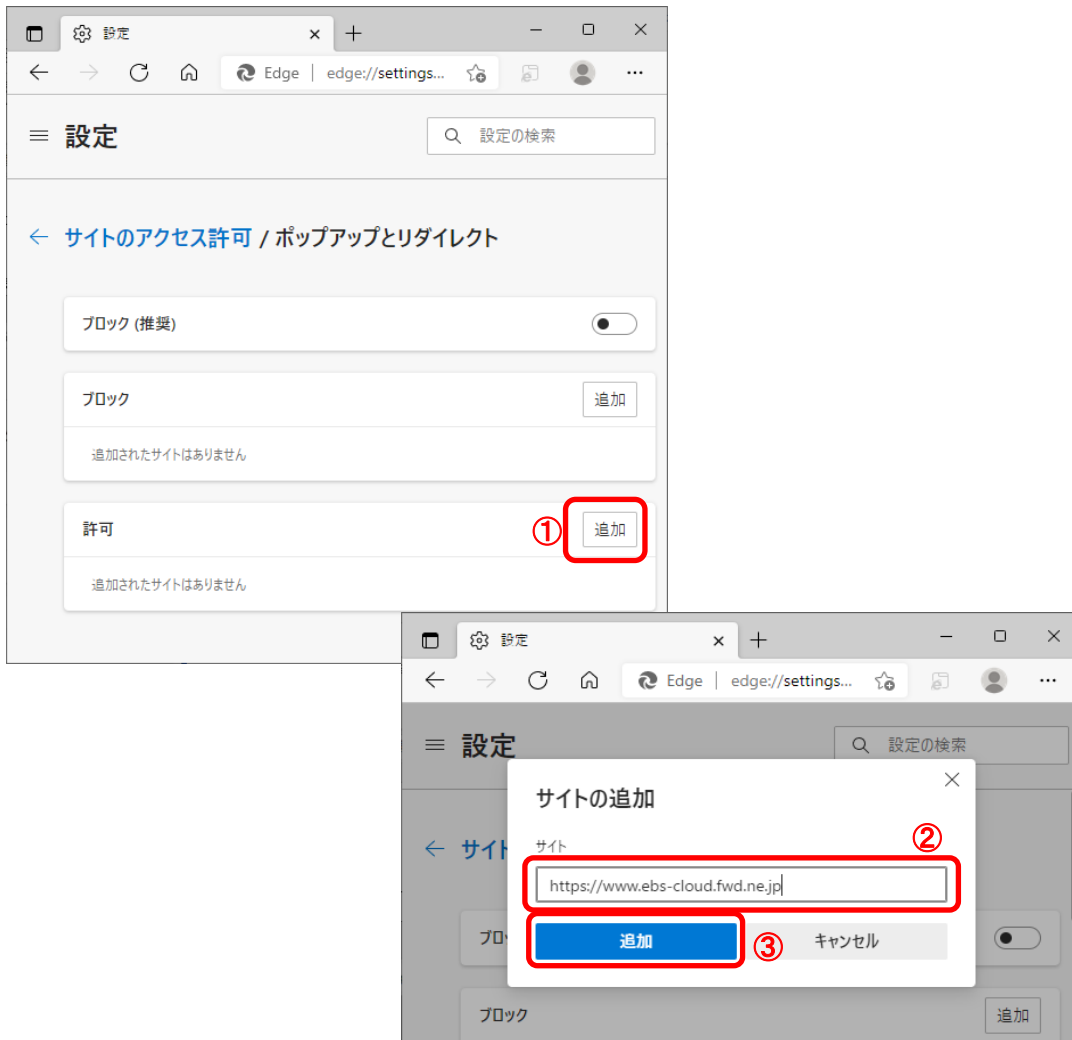 設定
Edge | edge://settings...
設定
設定の検索
サイトのアクセス許可 / ポップアップとリダイレクト
ブロック (推奨)
ブロック
追加
追加されたサイトはありません
許可
①
追加
追加されたサイトはありません
設定
Edge | edge://settings...
設定
設定の検索
サイトの追加
サイト
サイト
②
https://www.ebs-cloud.fwd.ne.jp
ブロ
追加
③
キャンセル
ブロック
追加